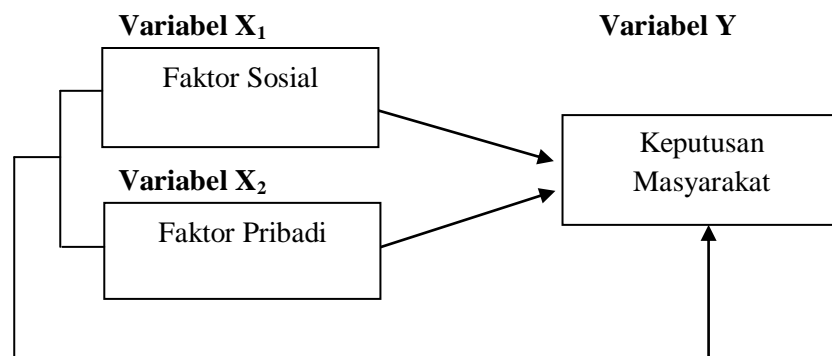 Variabel X₁
Variabel Y
Faktor Sosial
Keputusan
Masyarakat
Variabel X₂
Faktor Pribadi